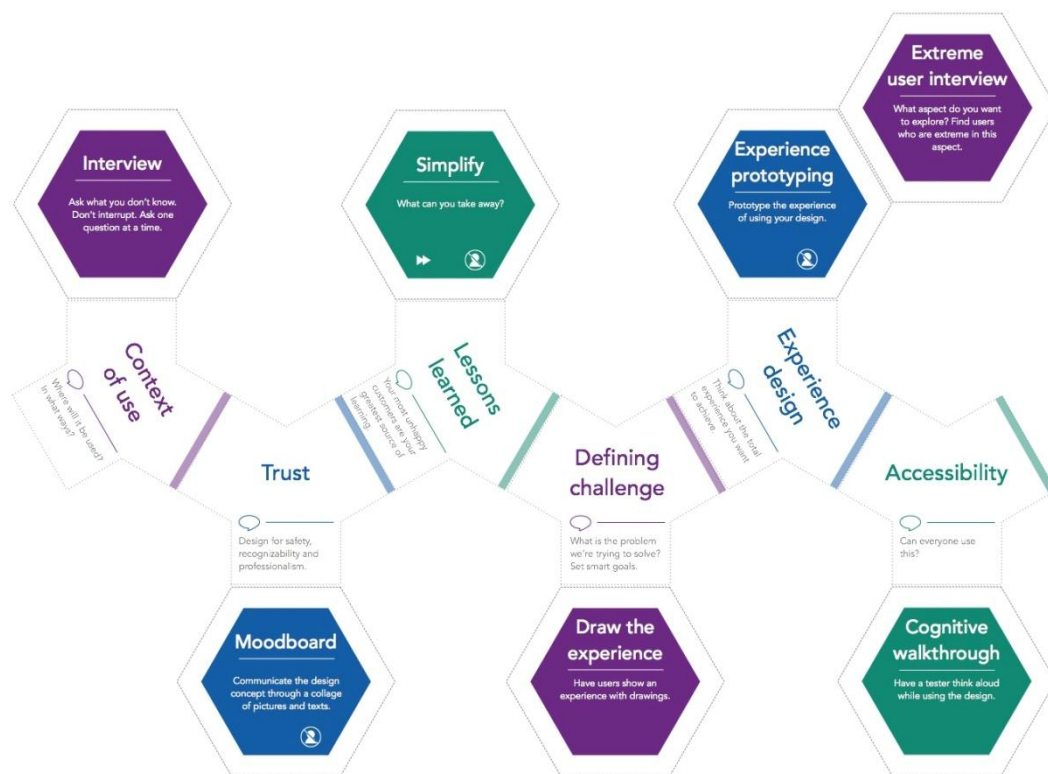 Extreme
user interview
What aspect do you want
to explore? Find users
who are extreme in this
aspect.
Interview
Ask what you don't know.
Don't interrupt. Ask one
question at a time.
Simplify
What can you take away?
Experience
prototyping
Prototype the experience
of using your design.
Context
of use
Where will it be used?
In what ways?
Trust
Design for safety,
recognizability and
professionalism.
Lessons
learned
Your most unhappy
customers are your
greatest source of
learning.
Defining
challenge
What is the problem
we're trying to solve?
Set smart goals.
Experience
design
Think about the total
experience you want
to achieve.
Accessibility
Can everyone use
this?
Moodboard
Communicate the design
concept through a collage
of pictures and texts.
Draw the
experience
Have users show an
experience with drawings.
Cognitive
walkthrough
Have a tester think aloud
while using the design.